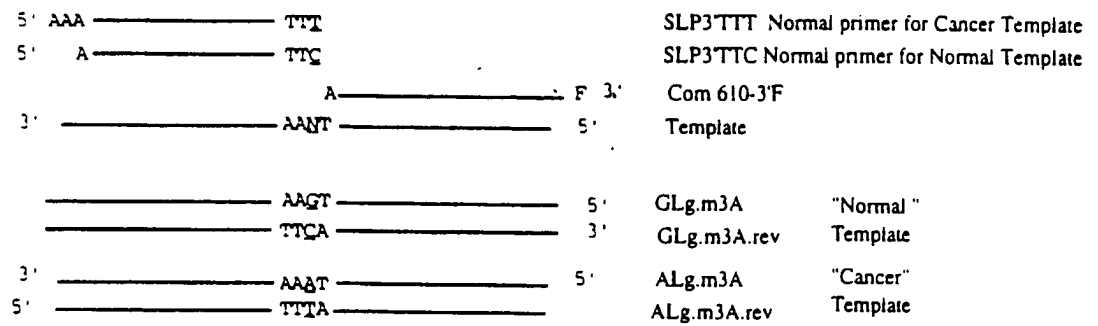 5' AAA TTT SLP3'TTT Normal primer for Cancer Template
5' A TTC SLP3'TTC Normal primer for Normal Template
A F 3' Com 610-3'F
3' AANT 5' Template
AAGT 5' GLg.m3A "Normal"
TTCA 3' GLg.m3A.rev Template
3' AAAT 5' ALg.m3A "Cancer"
5' TTTA ALg.m3A.rev Template